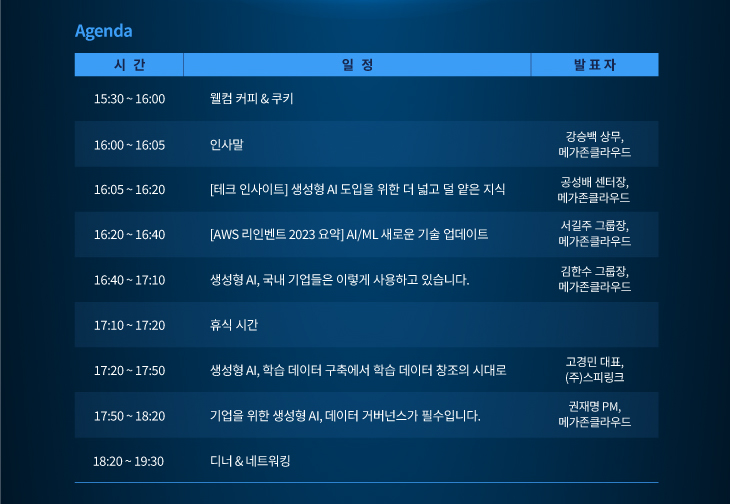 Agenda
시 간 일 정 발 표 자
15:30 ~ 16:00 웰컴 커피 & 쿠키
16:00 ~ 16:05 인사말 강승백 상무, 메가존클라우드
16:05 ~ 16:20 [테크 인사이트] 생성형 AI 도입을 위한 더 넓고 덜 얕은 지식 공성배 센터장, 메가존클라우드
16:20 ~ 16:40 [AWS 리인벤트 2023 요약] AI/ML 새로운 기술 업데이트 서길주 그룹장, 메가존클라우드
16:40 ~ 17:10 생성형 AI, 국내 기업들은 이렇게 사용하고 있습니다. 김한수 그룹장, 메가존클라우드
17:10 ~ 17:20 휴식 시간
17:20 ~ 17:50 생성형 AI, 학습 데이터 구축에서 학습 데이터 창조의 시대로 고경민 대표, (주)스피링크
17:50 ~ 18:20 기업을 위한 생성형 AI, 데이터 거버넌스가 필수입니다. 권재명 PM, 메가존클라우드
18:20 ~ 19:30 디너 & 네트워킹